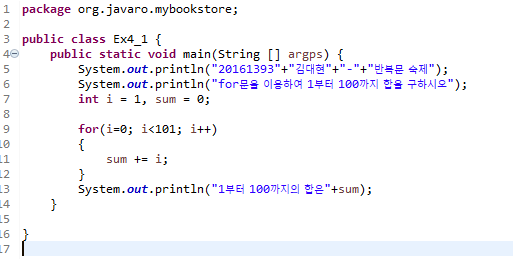 1 package org.javaro.mybookstore;
2
3 public class Ex4_1 {
4 public static void main(String [] argps) {
5 System.out.println("20161393"+"김대현"+"-"+"반복문 숙제");
6 System.out.println("for문을 이용하여 1부터 100까지 합을 구하시오");
7 int i = 1, sum = 0;
8
9 for(i=0; i<101; i++)
10 {
11 sum += i;
12 }
13 System.out.println("1부터 100까지의 합은"+sum);
14 }
15
16 }
17